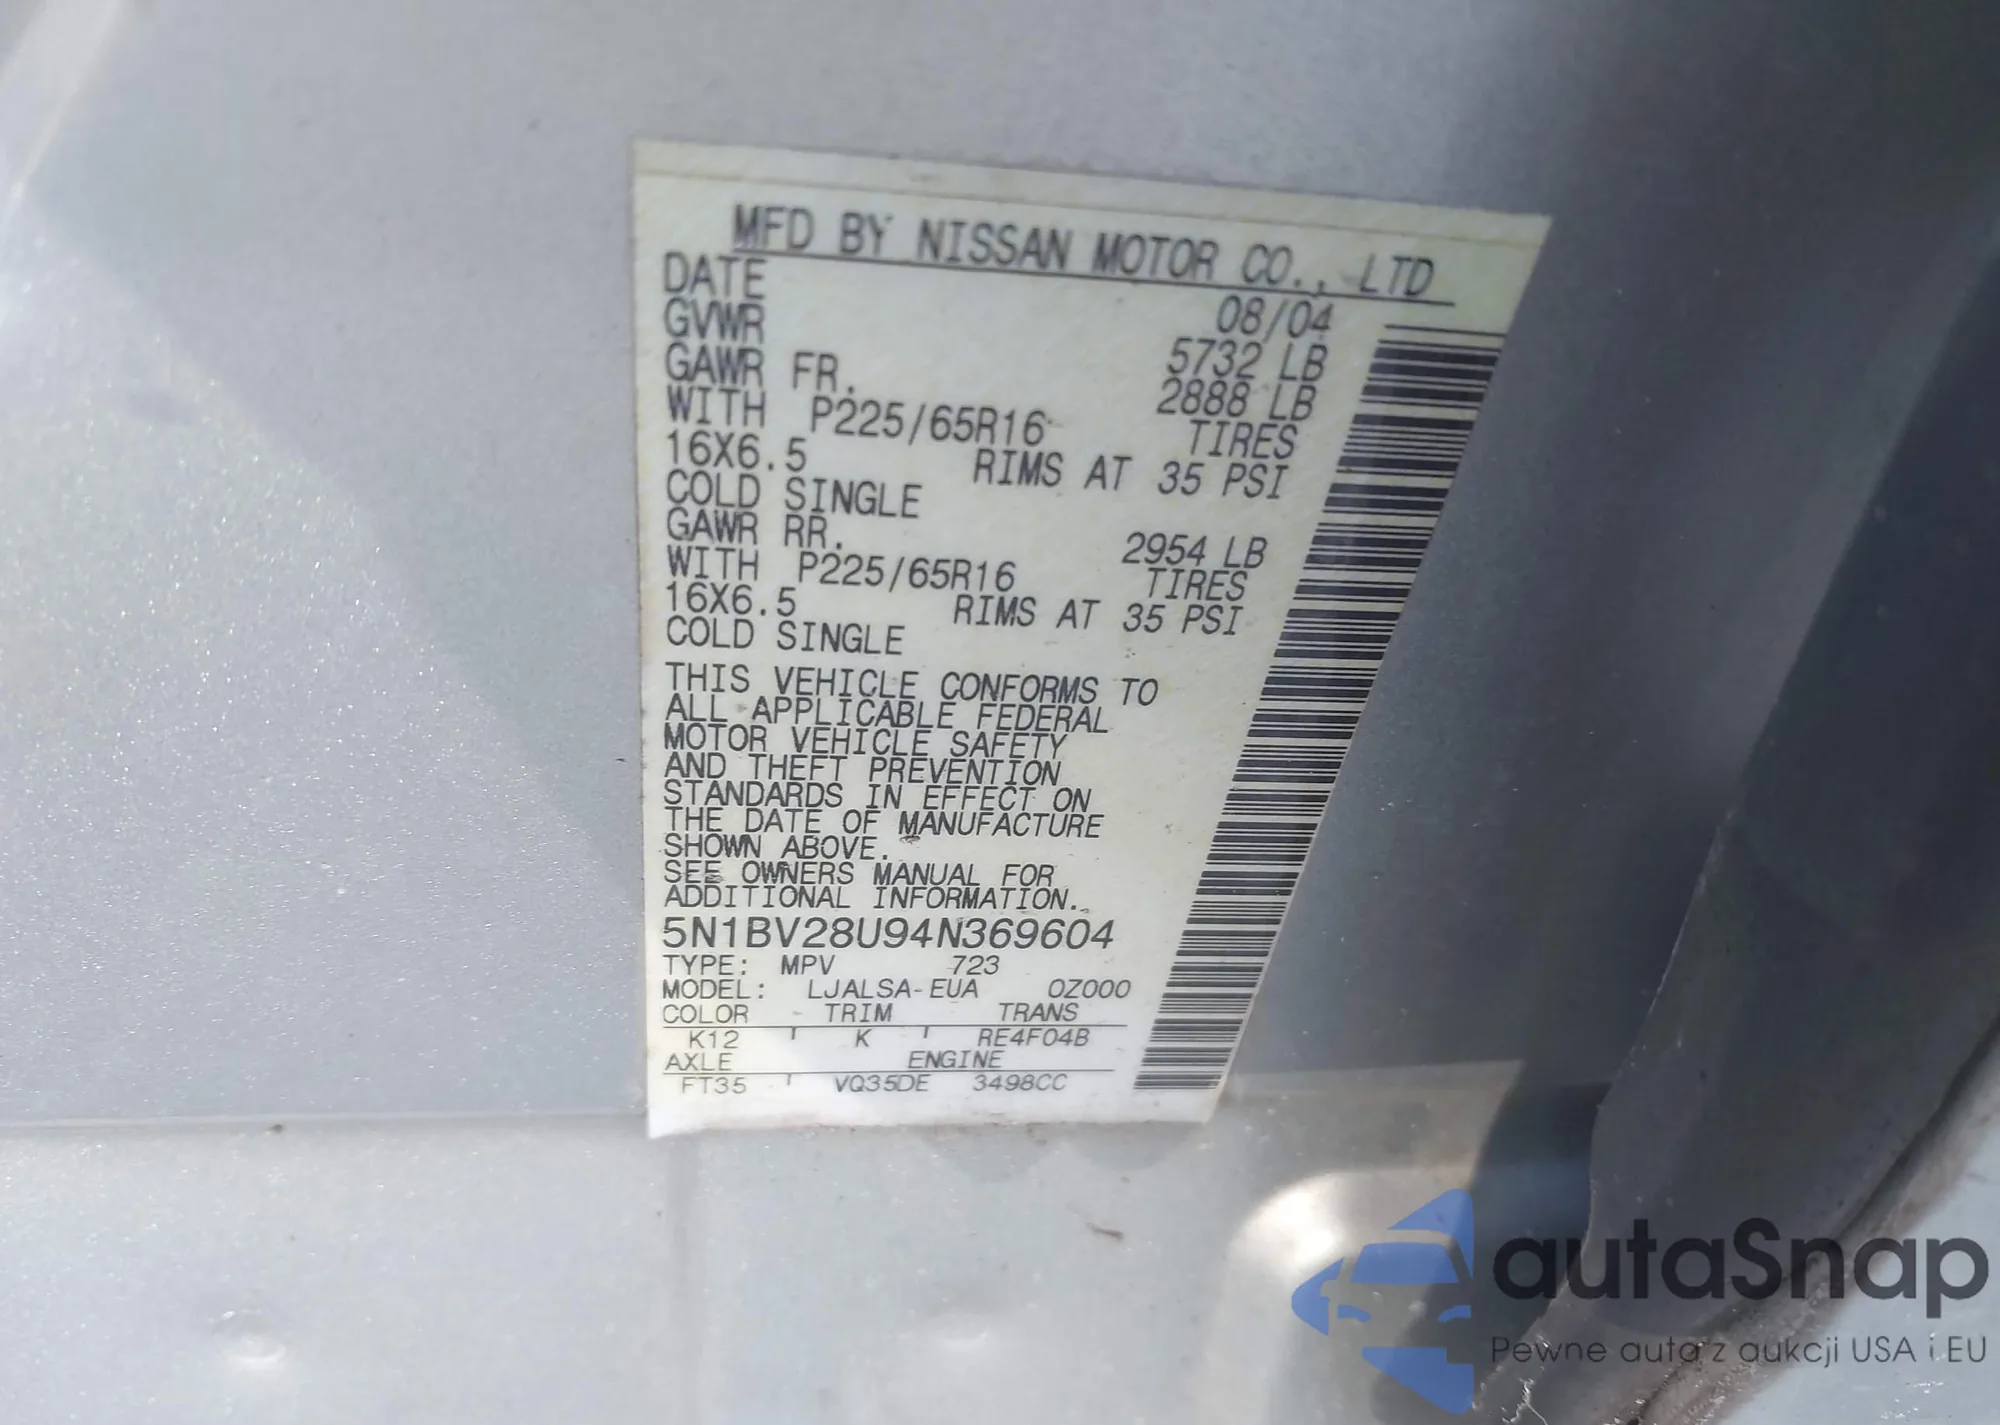 MFD BY NISSAN MOTOR CO., LTD
DATE 08/04
GVWR 5732 LB
GAWR FR. 2888 LB
WITH P225/65R16 TIRES
16X6.5 RIMS AT 35 PSI
COLD SINGLE
GAWR RR. 2954 LB
WITH P225/65R16 TIRES
16X6.5 RIMS AT 35 PSI
COLD SINGLE
THIS VEHICLE CONFORMS TO
ALL APPLICABLE FEDERAL
MOTOR VEHICLE SAFETY
AND THEFT PREVENTION
STANDARDS IN EFFECT ON
THE DATE OF MANUFACTURE
SHOWN ABOVE.
SEE OWNERS MANUAL FOR
ADDITIONAL INFORMATION.
5N1BV28U94N369604
TYPE: MPV 723
MODEL: LJALSA-EUA 0Z000
COLOR TRIM TRANS
K12 K RE4F04B
AXLE ENGINE
FT35 VQ35DE 3498CC
autaSnap
Pewne auta z aukcji USA i EU